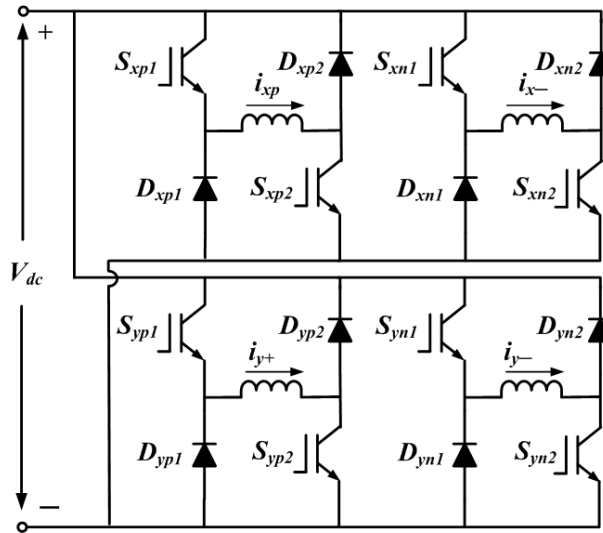 +
S_xp1
D_xp2
S_xn1
D_xn2
i_xp
i_x−
D_xp1
S_xp2
D_xn1
S_xn2
V_dc
S_yp1
D_yp2
S_yn1
D_yn2
i_y+
i_y−
D_yp1
S_yp2
D_yn1
S_yn2
−